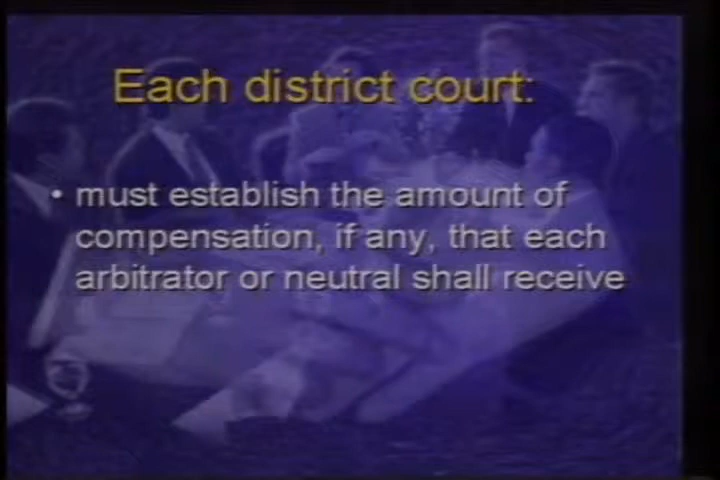 Each district court:
• must establish the amount of
compensation, if any, that each
arbitrator or neutral shall receive